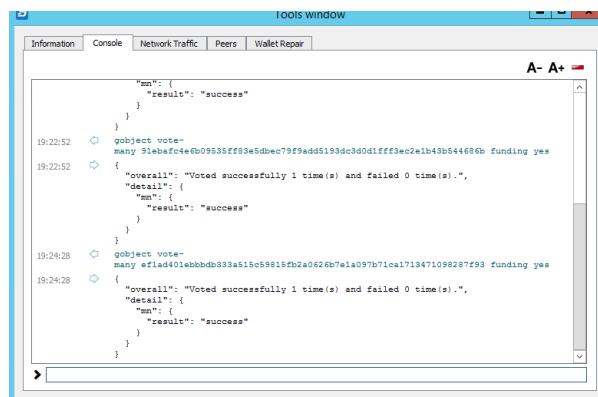 Tools window
Information Console Network Traffic Peers Wallet Repair
A- A+
"mn": {
"result": "success"
}
}
}
19:22:52 gobject vote-
many 91ebafc4e6b09535ff83e5dbec79f9add5193dc3d0d1fff3ec2e1b43b544686b funding yes
19:22:52 {
"overall": "Voted successfully 1 time(s) and failed 0 time(s).",
"detail": {
"mn": {
"result": "success"
}
}
}
19:24:28 gobject vote-
many ef1ad401ebbbdb333a515c59815fb2a0626b7e1a097b71ca1713471098287f93 funding yes
19:24:28 {
"overall": "Voted successfully 1 time(s) and failed 0 time(s).",
"detail": {
"mn": {
"result": "success"
}
}
}